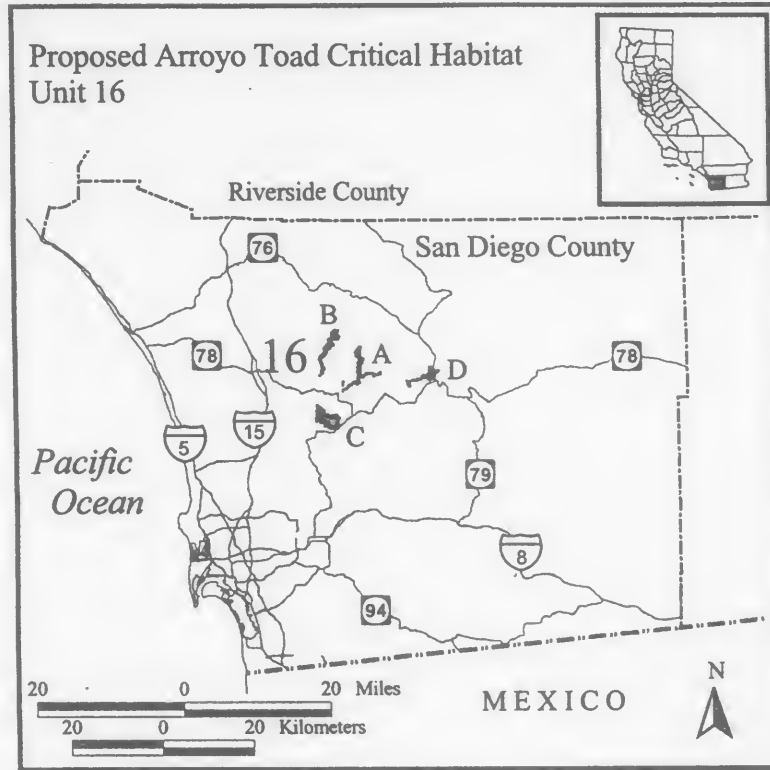 Proposed Arroyo Toad Critical Habitat
Unit 16
Riverside County
San Diego County
76
B
78
16
A
D
78
C
5
15
Pacific
Ocean
79
8
94
20 0 20 Miles
20 0 20 Kilometers
MEXICO
N